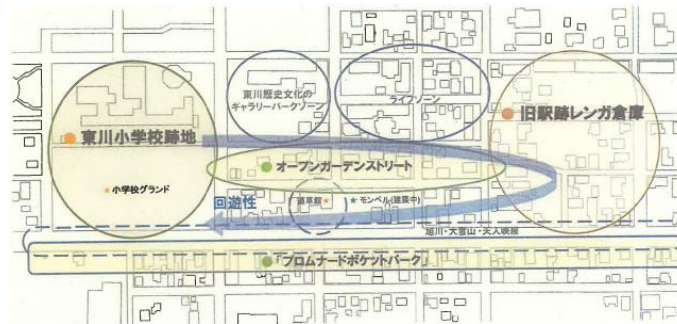 東川歴史文化の
ギャラリーパークゾーン
ライフゾーン
東川小学校跡地
旧駅跡レンガ倉庫
オープンガーデンストリート
小学校グランド
回遊性
道草館
モンベル(建築中)
旭川・大雪山・天人峡線
「プロムナードポケットパーク」